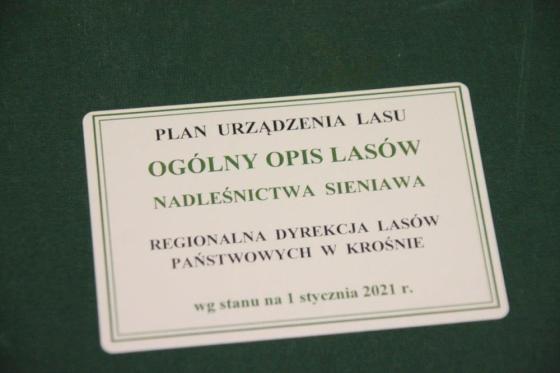 PLAN URZĄDZENIA LASU
OGÓLNY OPIS LASÓW
NADLEŚNICTWA SIENIAWA
REGIONALNA DYREKCJA LASÓW
PAŃSTWOWYCH W KROŚNIE
wg stanu na 1 stycznia 2021 r.